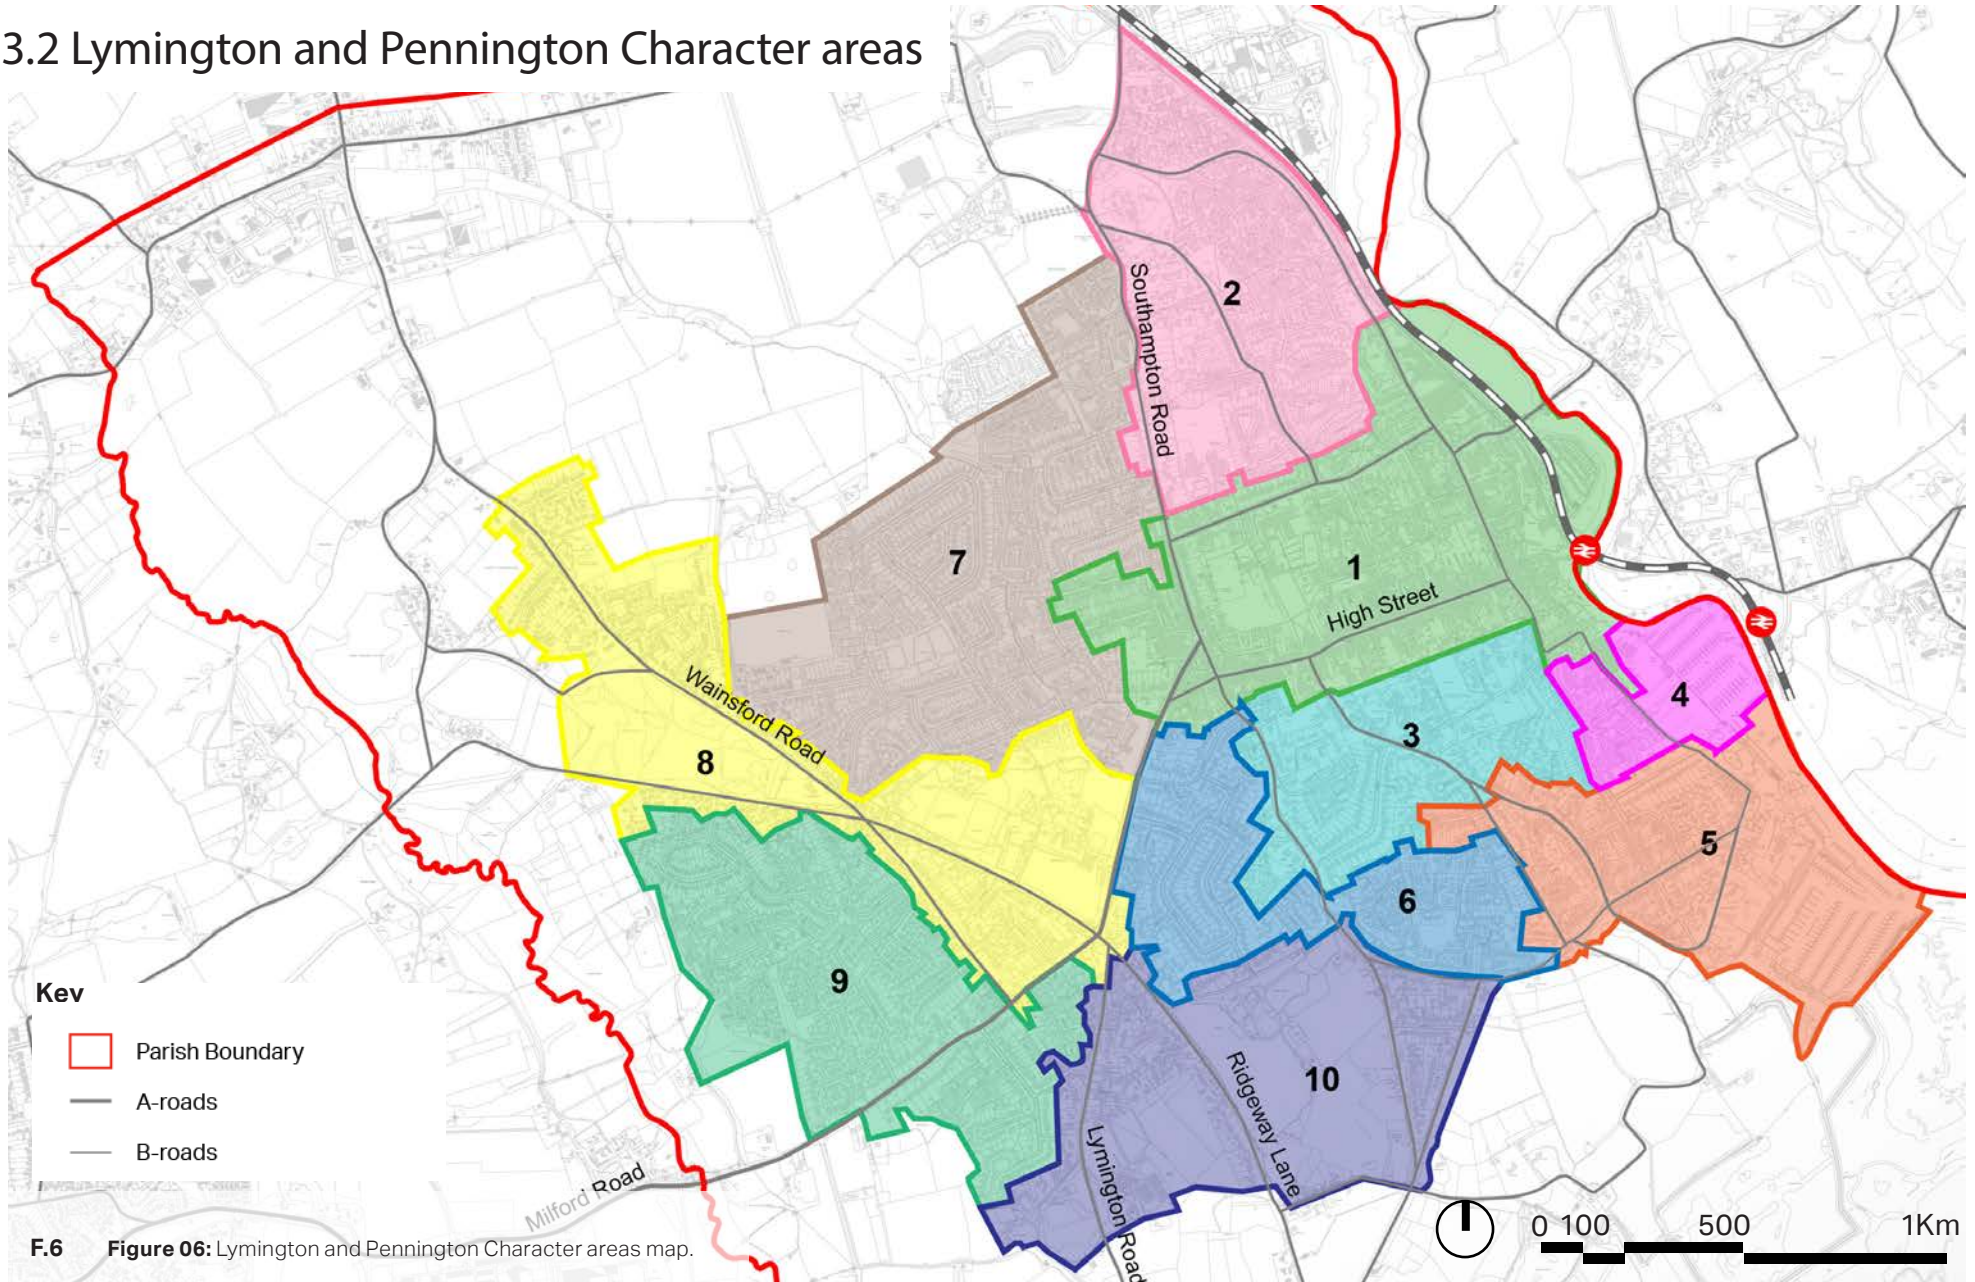 3.2 Lymington and Pennington Character areas
2
Southampton Road
1
High Street
7
4
3
Wainsford Road
8
5
6
9
10
Ridgeway Lane
Lymington Road
Milford Road
Key
Parish Boundary
A-roads
B-roads
0 100 500 1Km
F.6 Figure 06: Lymington and Pennington Character areas map.